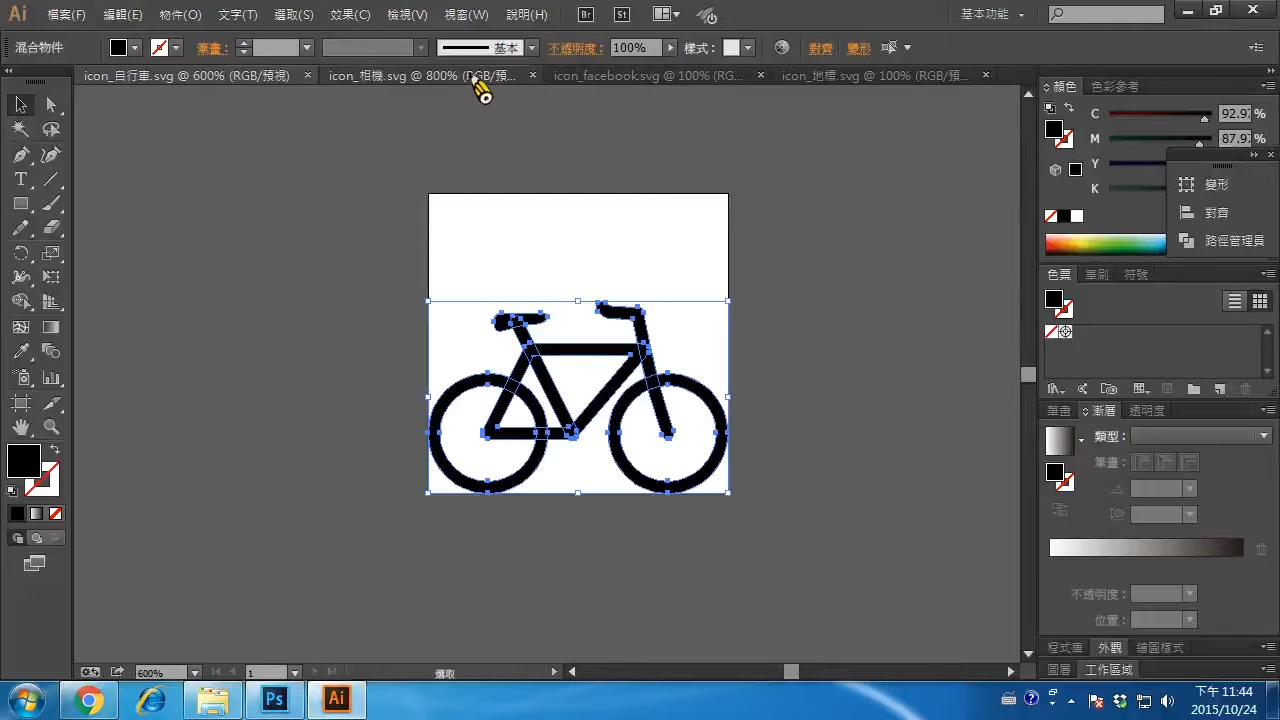 Ai 檔案(F) 編輯(E) 物件(O) 文字(T) 選取(S) 效果(C) 檢視(V) 視窗(W) 說明(H) Br St 基本功能
混合物件 筆畫: 基本 不透明度: 100% 樣式: 對齊 變形
icon_自行車.svg @ 600% (RGB/預視) × icon_相機.svg @ 800% (RGB/預... × icon_facebook.svg @ 100% (RG... × icon_地標.svg @ 100% (RGB/預... ×
顏色 色彩參考
C 92.9 %
M 87.9 %
Y
K
變形
對齊
路徑管理員
色票 筆刷 符號
筆畫 漸層 透明度
類型:
筆畫:
不透明度:
位置:
程式庫 外觀 繪圖樣式
圖層 工作區域
600% 1 選取
Ps Ai
下午 11:44
2015/10/24